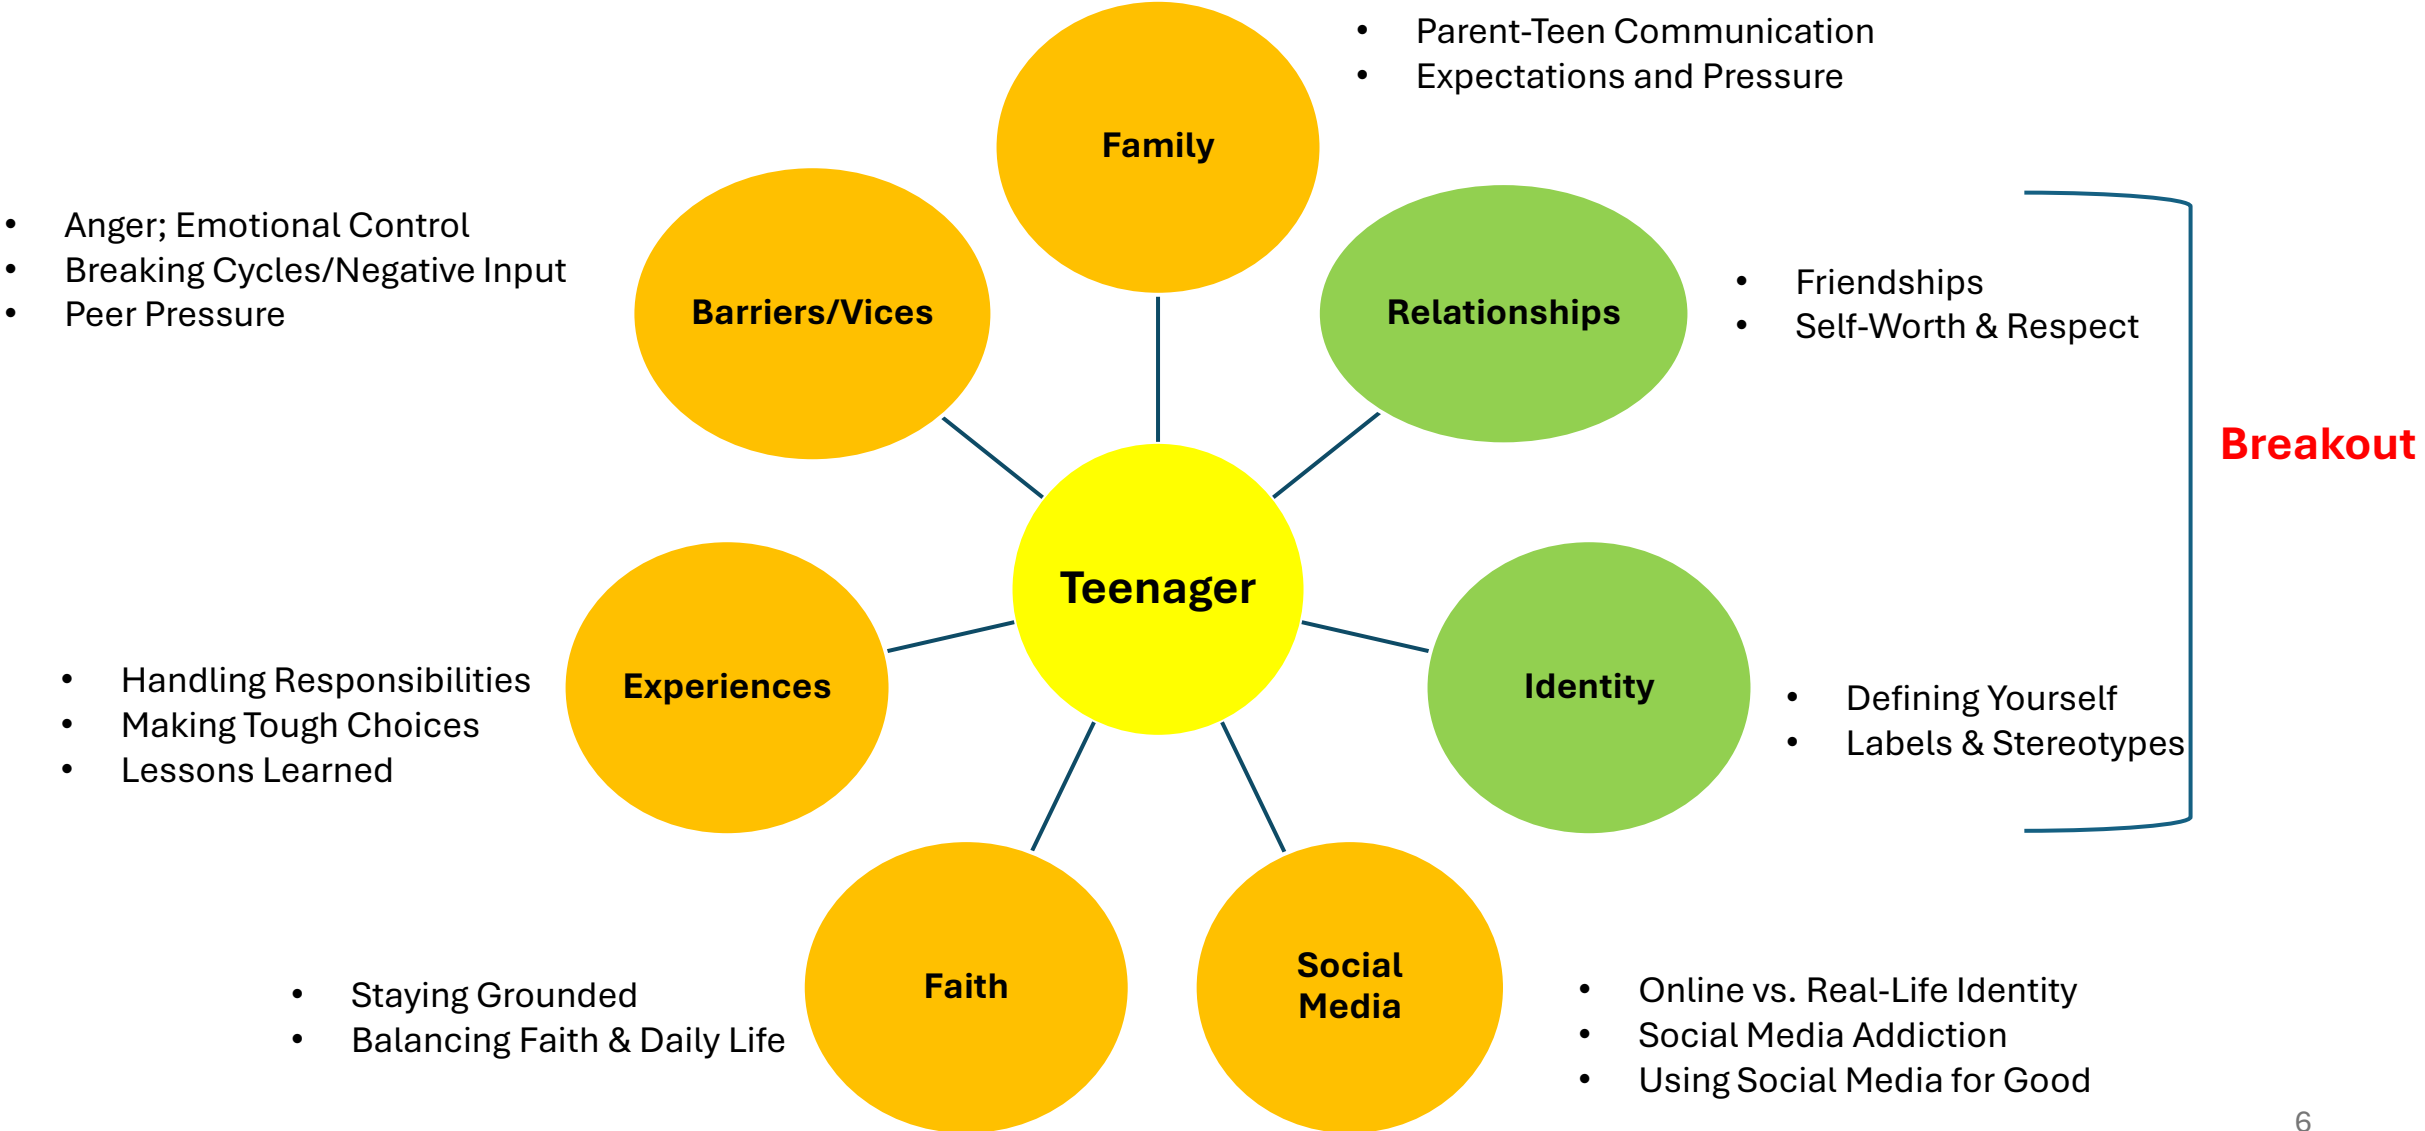 Family
• Parent-Teen Communication
• Expectations and Pressure
Relationships
• Friendships
• Self-Worth & Respect
Breakout
Identity
• Defining Yourself
• Labels & Stereotypes
Social
Media
• Online vs. Real-Life Identity
• Social Media Addiction
• Using Social Media for Good
Faith
• Staying Grounded
• Balancing Faith & Daily Life
Experiences
• Handling Responsibilities
• Making Tough Choices
• Lessons Learned
Barriers/Vices
• Anger; Emotional Control
• Breaking Cycles/Negative Input
• Peer Pressure
Teenager
6